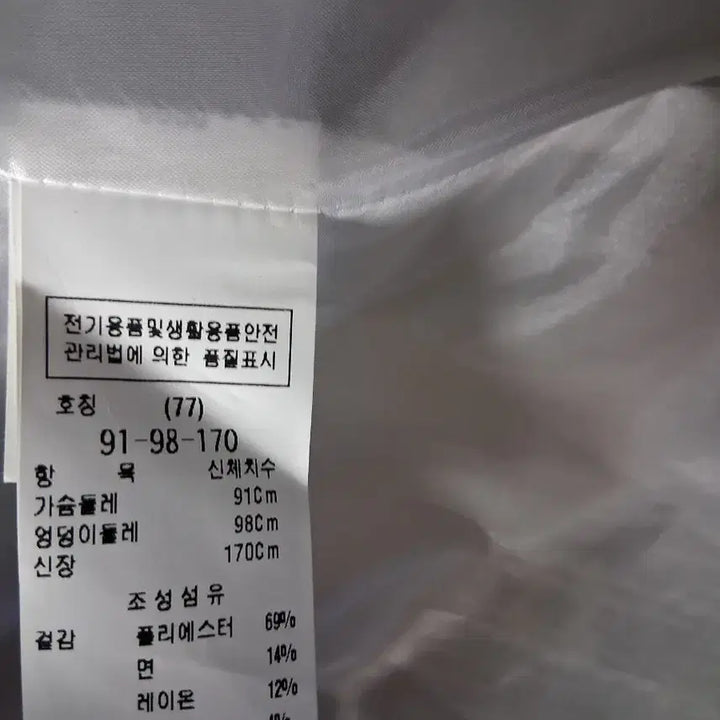 전기용품및생활용품안전
관리법에 의한 품질표시
호칭 (77)
91-98-170
항 목 신체치수
가슴둘레 91Cm
엉덩이둘레 98Cm
신장 170Cm
조성섬유
겉감 폴리에스터 69%
면 14%
레이온 12%